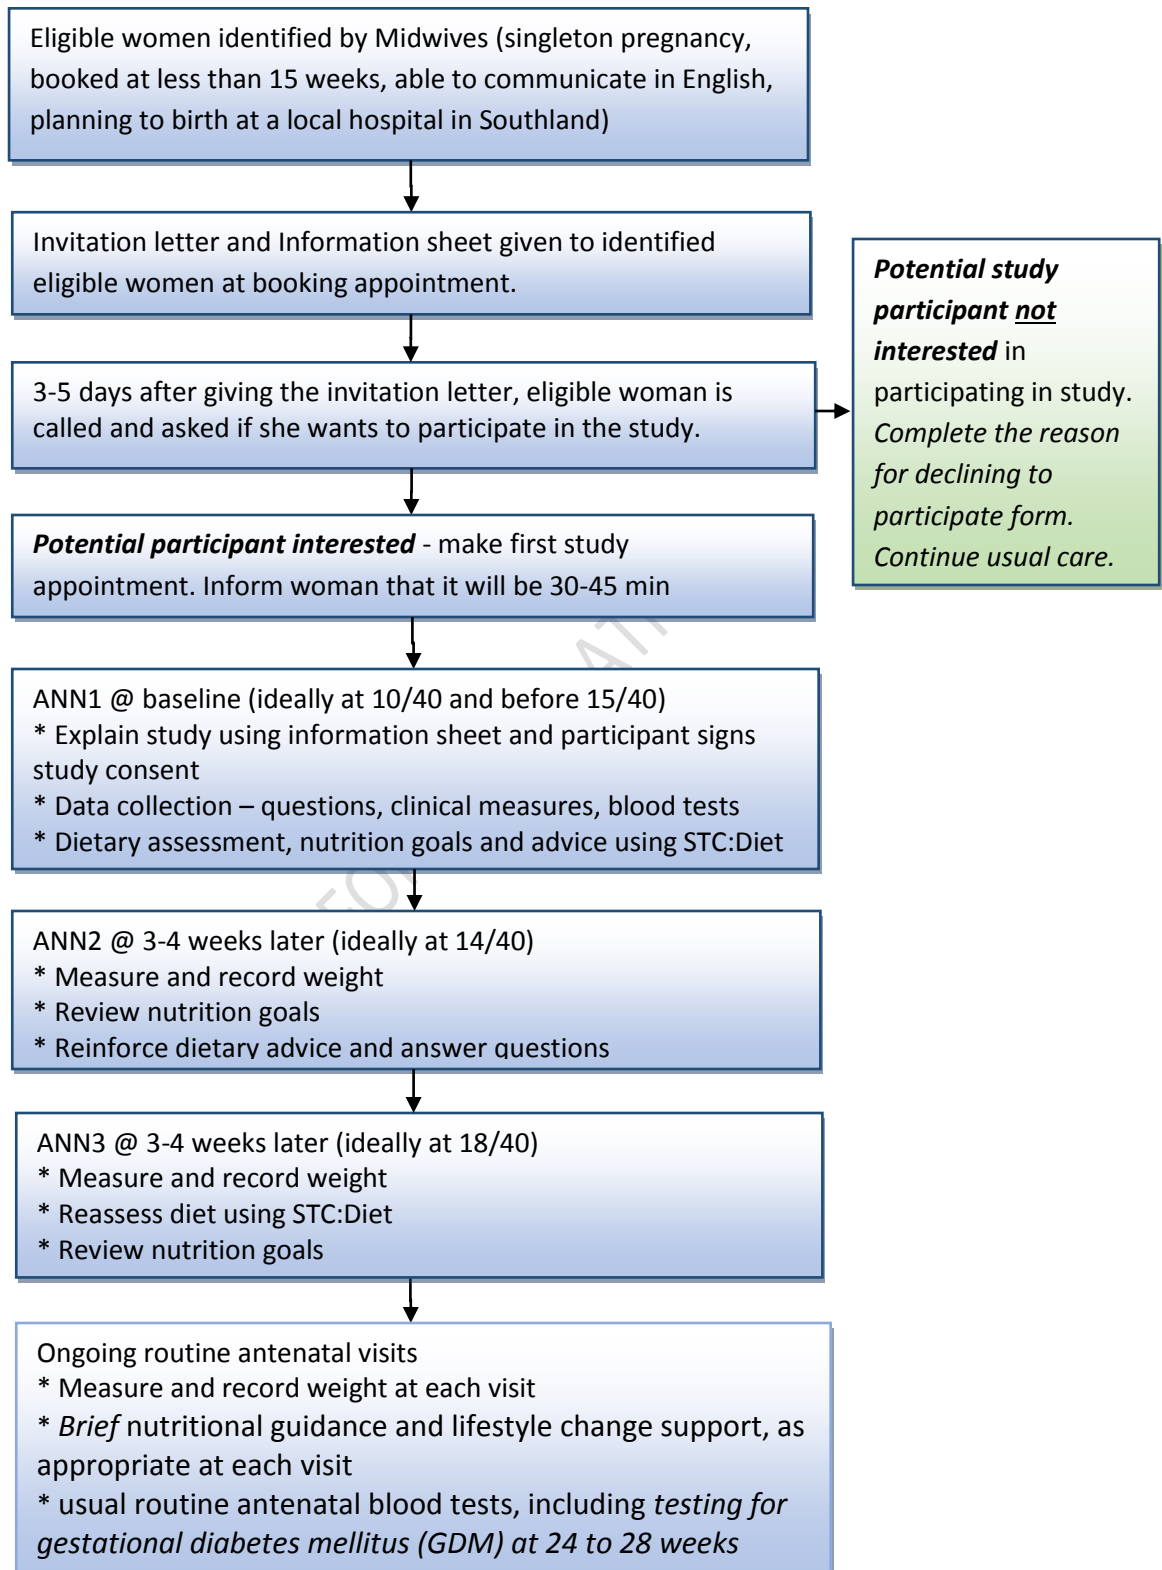 Eligible women identified by Midwives (singleton pregnancy,
booked at less than 15 weeks, able to communicate in English,
planning to birth at a local hospital in Southland)
Invitation letter and Information sheet given to identified
eligible women at booking appointment.
3-5 days after giving the invitation letter, eligible woman is
called and asked if she wants to participate in the study.
Potential study
participant not
interested in
participating in study.
Complete the reason
for declining to
participate form.
Continue usual care.
Potential participant interested - make first study
appointment. Inform woman that it will be 30-45 min
ANN1 @ baseline (ideally at 10/40 and before 15/40)
* Explain study using information sheet and participant signs
study consent
* Data collection – questions, clinical measures, blood tests
* Dietary assessment, nutrition goals and advice using STC:Diet
ANN2 @ 3-4 weeks later (ideally at 14/40)
* Measure and record weight
* Review nutrition goals
* Reinforce dietary advice and answer questions
ANN3 @ 3-4 weeks later (ideally at 18/40)
* Measure and record weight
* Reassess diet using STC:Diet
* Review nutrition goals
Ongoing routine antenatal visits
* Measure and record weight at each visit
* Brief nutritional guidance and lifestyle change support, as
appropriate at each visit
* usual routine antenatal blood tests, including testing for
gestational diabetes mellitus (GDM) at 24 to 28 weeks